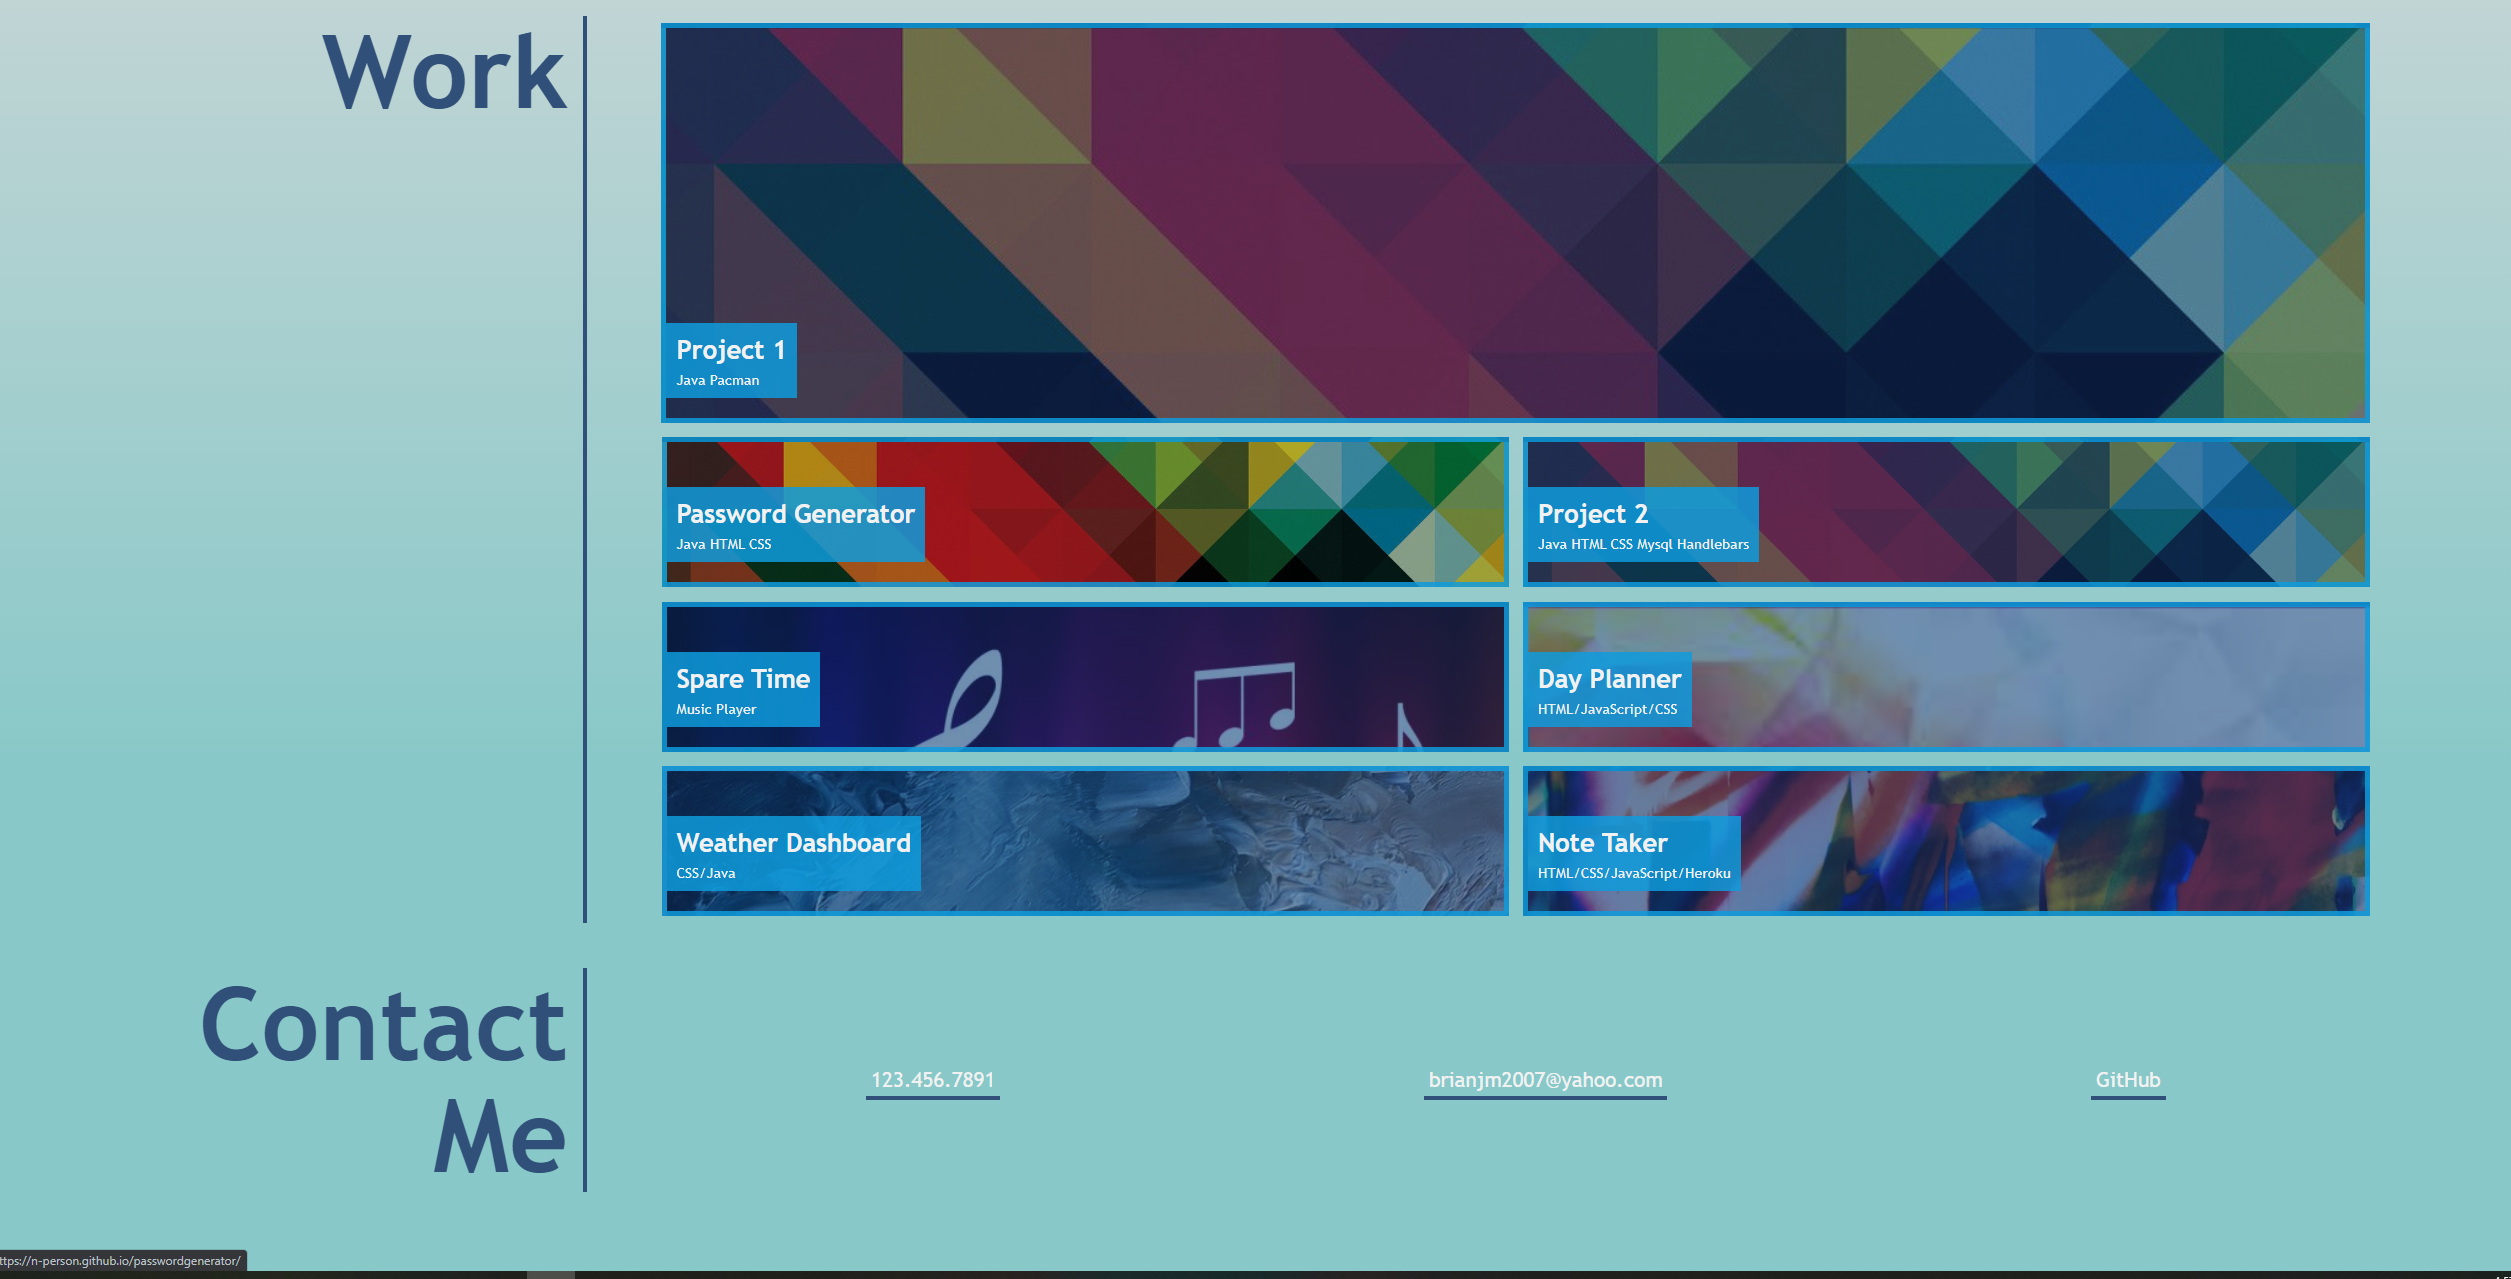 Work
Project 1
Java Pacman
Password Generator
Java HTML CSS
Project 2
Java HTML CSS Mysql Handlebars
Spare Time
Music Player
Day Planner
HTML/JavaScript/CSS
Weather Dashboard
CSS/Java
Note Taker
HTML/CSS/JavaScript/Heroku
Contact
Me
123.456.7891
brianjm2007@yahoo.com
GitHub
ttps://n-person.github.io/passwordgenerator/